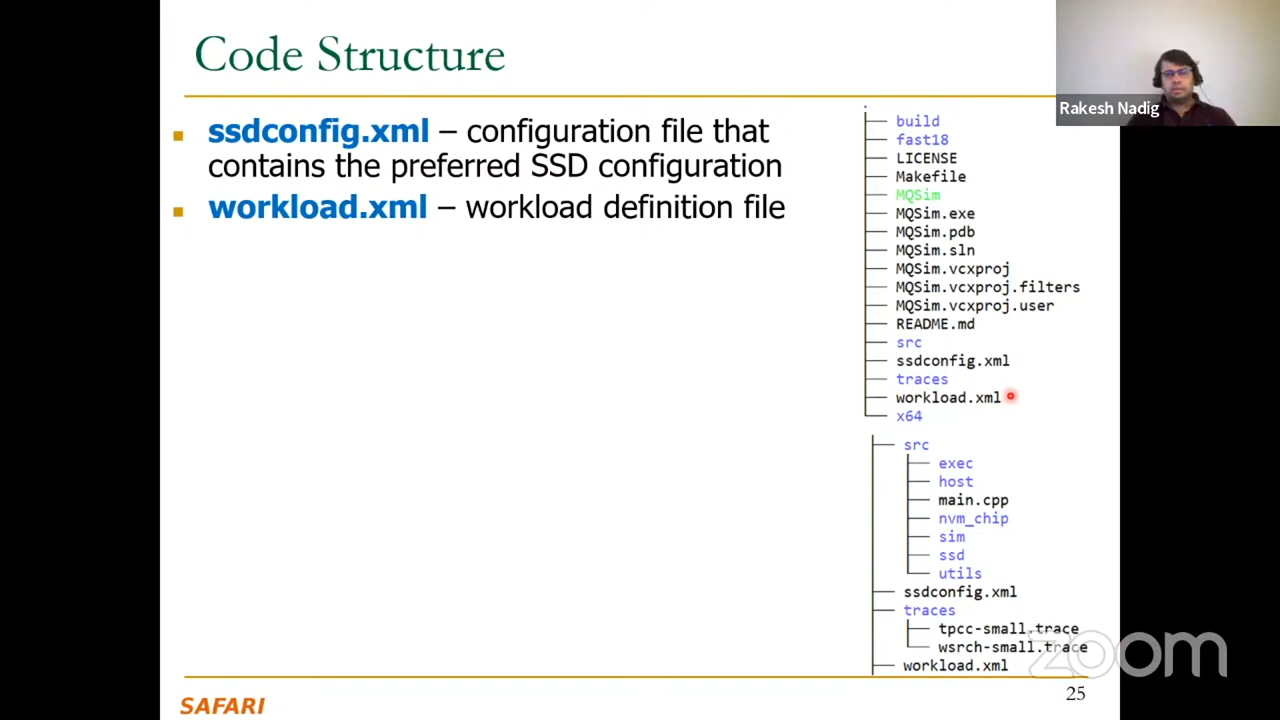 Code Structure
Rakesh Nadig
ssdconfig.xml – configuration file that
contains the preferred SSD configuration
workload.xml – workload definition file
.
build
fast18
LICENSE
Makefile
MQSim
MQSim.exe
MQSim.pdb
MQSim.sln
MQSim.vcxproj
MQSim.vcxproj.filters
MQSim.vcxproj.user
README.md
src
ssdconfig.xml
traces
workload.xml
x64
src
exec
host
main.cpp
nvm_chip
sim
ssd
utils
ssdconfig.xml
traces
tpcc-small.trace
wsrch-small.trace
workload.xml
zoom
SAFARI
25